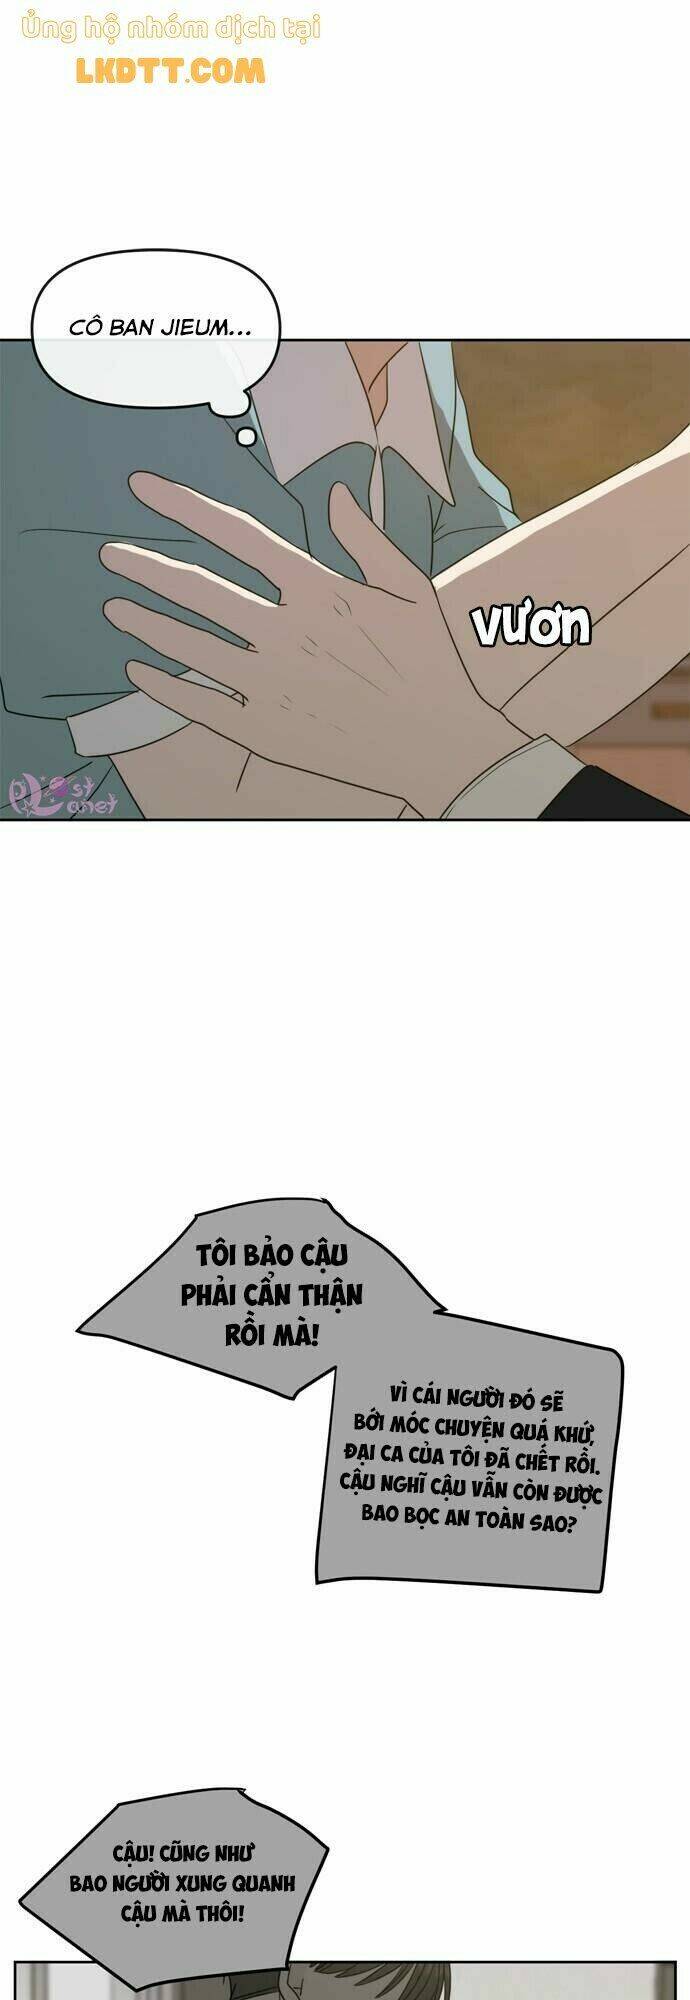 Ủng hộ nhóm dịch tại
LKDTT.COM
CÔ BAN JIEUM...
VƯƠN
Lost
Planet
TÔI BẢO CẬU
PHẢI CẨN THẬN
RỒI MÀ!
VÌ CÁI NGƯỜI ĐÓ SẼ
BỚI MÓC CHUYỆN QUÁ KHỨ,
ĐẠI CA CỦA TÔI ĐÃ CHẾT RỒI.
CẬU NGHĨ CẬU VẪN CÒN ĐƯỢC
BAO BỌC AN TOÀN SAO?
CẬU! CŨNG NHƯ
BAO NGƯỜI XUNG QUANH
CẬU MÀ THÔI!